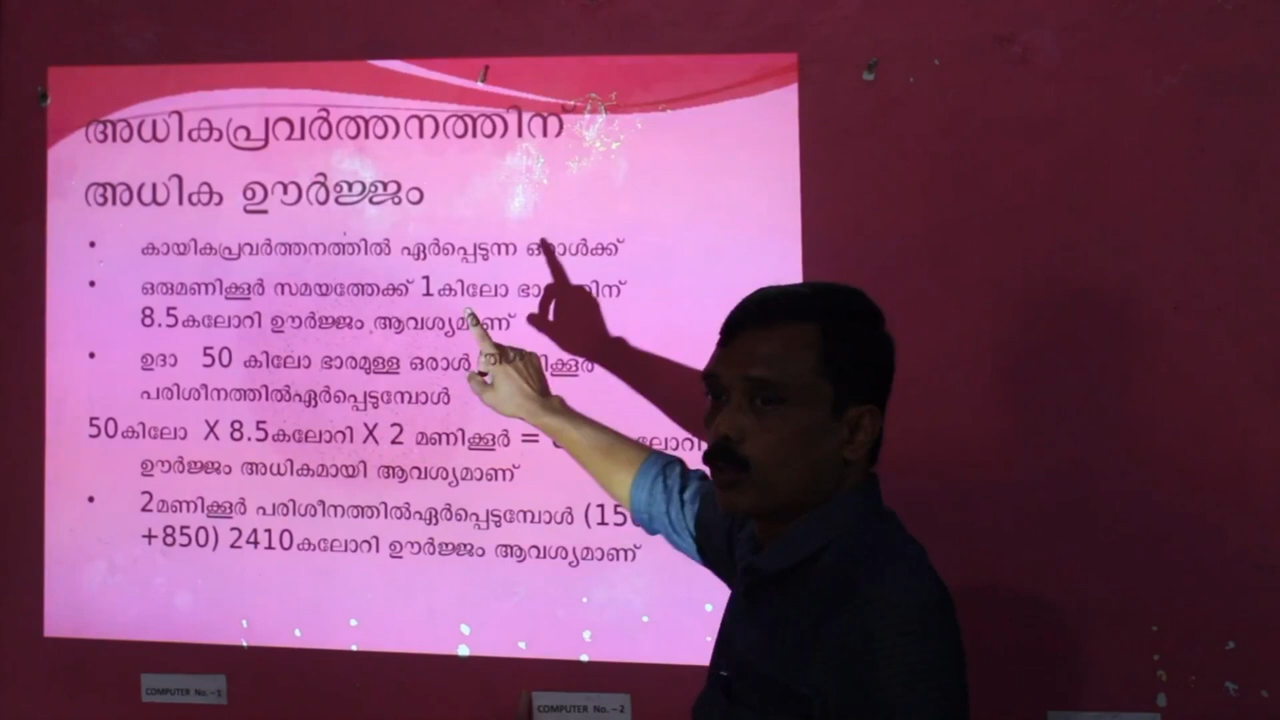 അധികപ്രവർത്തനത്തിന്
അധിക ഊർജ്ജം
• കായികപ്രവർത്തനത്തിൽ ഏർപ്പെടുന്ന ഒരാൾക്ക്
• ഒരുമണിക്കൂർ സമയത്തേക്ക് 1കിലോ
8.5കലോറി ഊർജ്ജം ആവശ്യമാണ്
• ഉദാ 50 കിലോ ഭാരമുള്ള ഒരാൾ
പരിശീനത്തിൽഏർപ്പെടുമ്പോൾ
50കിലോ X 8.5കലോറി X 2 മണിക്കൂർ =
ഊർജ്ജം അധികമായി ആവശ്യമാണ്
• 2മണിക്കൂർ പരിശീനത്തിൽഏർപ്പെടുമ്പോൾ
+850) 2410കലോറി ഊർജ്ജം ആവശ്യമാണ്
COMPUTER No. – 1
COMPUTER No. – 2